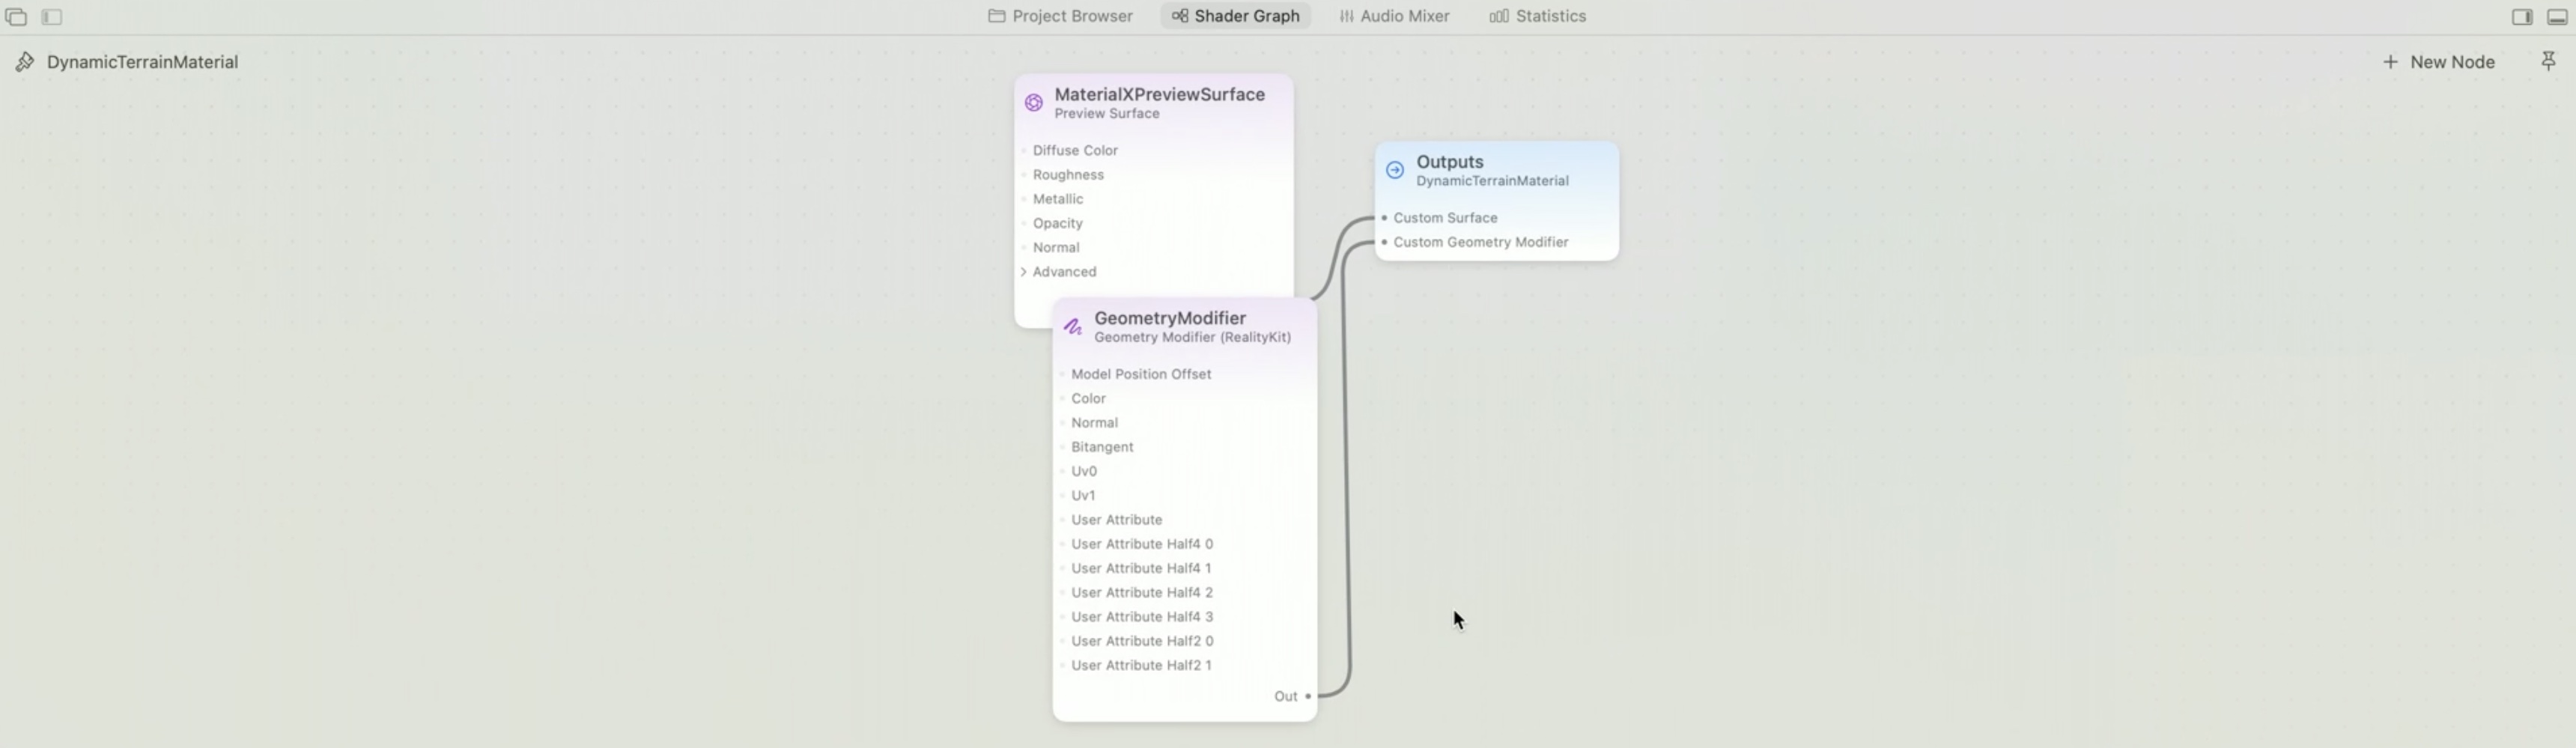 Project Browser
Shader Graph
Audio Mixer
Statistics
DynamicTerrainMaterial
New Node
MaterialXPreviewSurface
Preview Surface
Diffuse Color
Roughness
Metallic
Opacity
Normal
Advanced
Outputs
DynamicTerrainMaterial
Custom Surface
Custom Geometry Modifier
GeometryModifier
Geometry Modifier (RealityKit)
Model Position Offset
Color
Normal
Bitangent
Uv0
Uv1
User Attribute
User Attribute Half4 0
User Attribute Half4 1
User Attribute Half4 2
User Attribute Half4 3
User Attribute Half2 0
User Attribute Half2 1
Out